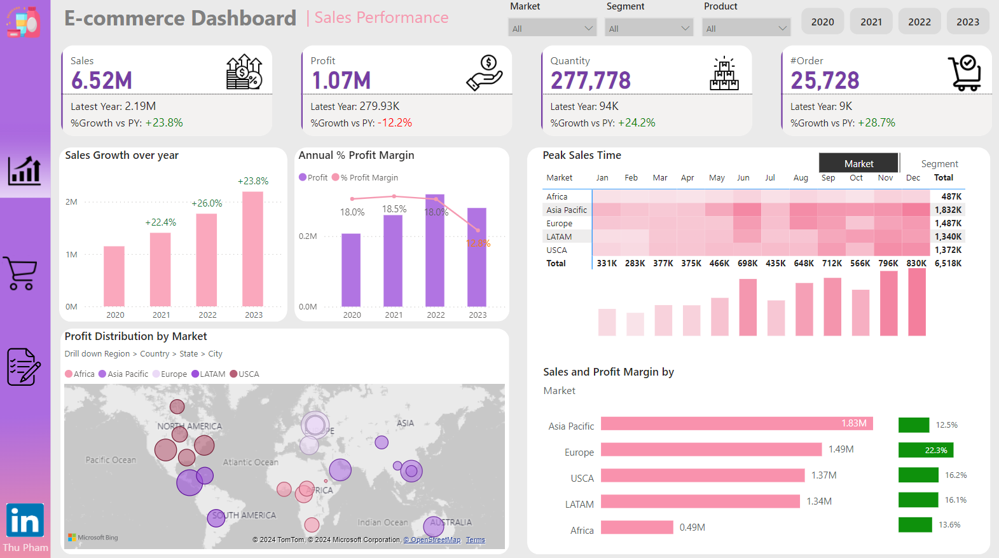 E-commerce Dashboard | Sales Performance
Market Segment Product
All All All
2020 2021 2022 2023
Sales
6.52M
Latest Year: 2.19M
%Growth vs PY: +23.8%
Profit
1.07M
Latest Year: 279.93K
%Growth vs PY: -12.2%
Quantity
277,778
Latest Year: 94K
%Growth vs PY: +24.2%
#Order
25,728
Latest Year: 9K
%Growth vs PY: +28.7%
Sales Growth over year
+23.8%
+26.0%
+22.4%
2M
1M
0M
2020 2021 2022 2023
Annual % Profit Margin
Profit % Profit Margin
18.0% 18.5% 18.0%
12.8%
0.2M
0.0M
2020 2021 2022 2023
Peak Sales Time
Market Segment
Market Jan Feb Mar Apr May Jun Jul Aug Sep Oct Nov Dec Total
Africa 487K
Asia Pacific 1,832K
Europe 1,487K
LATAM 1,340K
USCA 1,372K
Total 331K 283K 377K 375K 466K 698K 435K 648K 712K 566K 796K 830K 6,518K
Profit Distribution by Market
Drill down Region > Country > State > City
Africa Asia Pacific Europe LATAM USCA
NORTH AMERICA
ASIA
Pacific Ocean
Atlantic Ocean
AFRICA
SOUTH AMERICA
Indian Ocean
AUSTRALIA
Microsoft Bing
© 2024 TomTom, © 2024 Microsoft Corporation, © OpenStreetMap Terms
Sales and Profit Margin by
Market
Asia Pacific 1.83M 12.5%
Europe 1.49M 22.3%
USCA 1.37M 16.2%
LATAM 1.34M 16.1%
Africa 0.49M 13.6%
in
Thu Pham